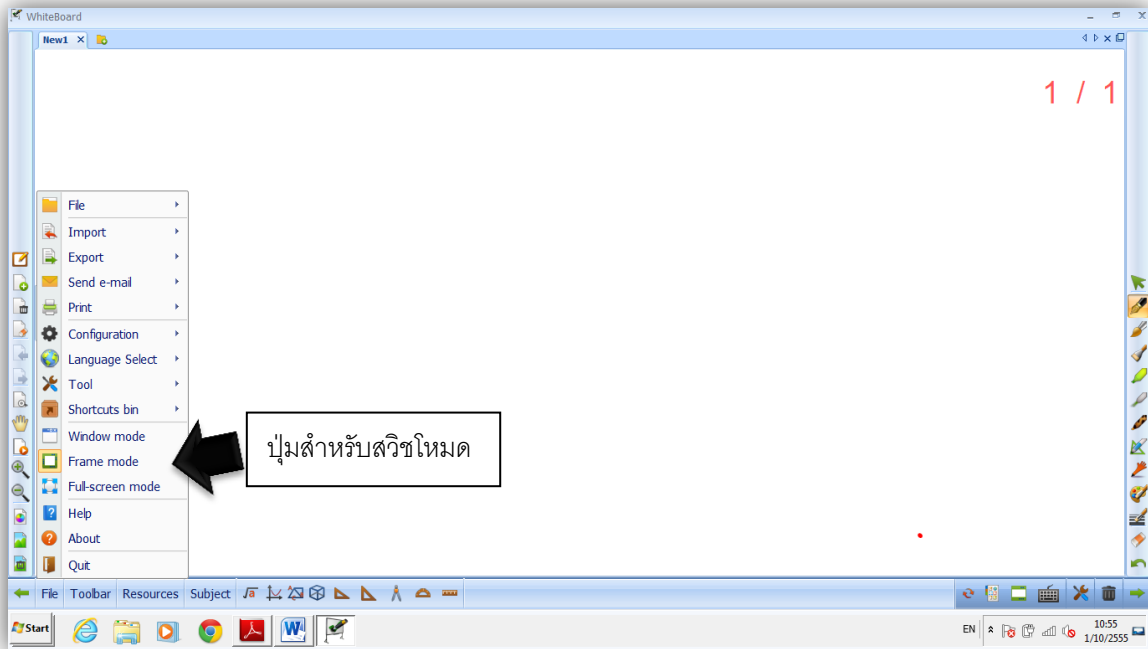 WhiteBoard
New1
1 / 1
File
Import
Export
Send e-mail
Print
Configuration
Language Select
Tool
Shortcuts bin
Window mode
Frame mode
Full-screen mode
Help
About
Quit
ปุ่มสำหรับสวิชโหมด
File Toolbar Resources Subject
Start
EN
10:55
1/10/2555